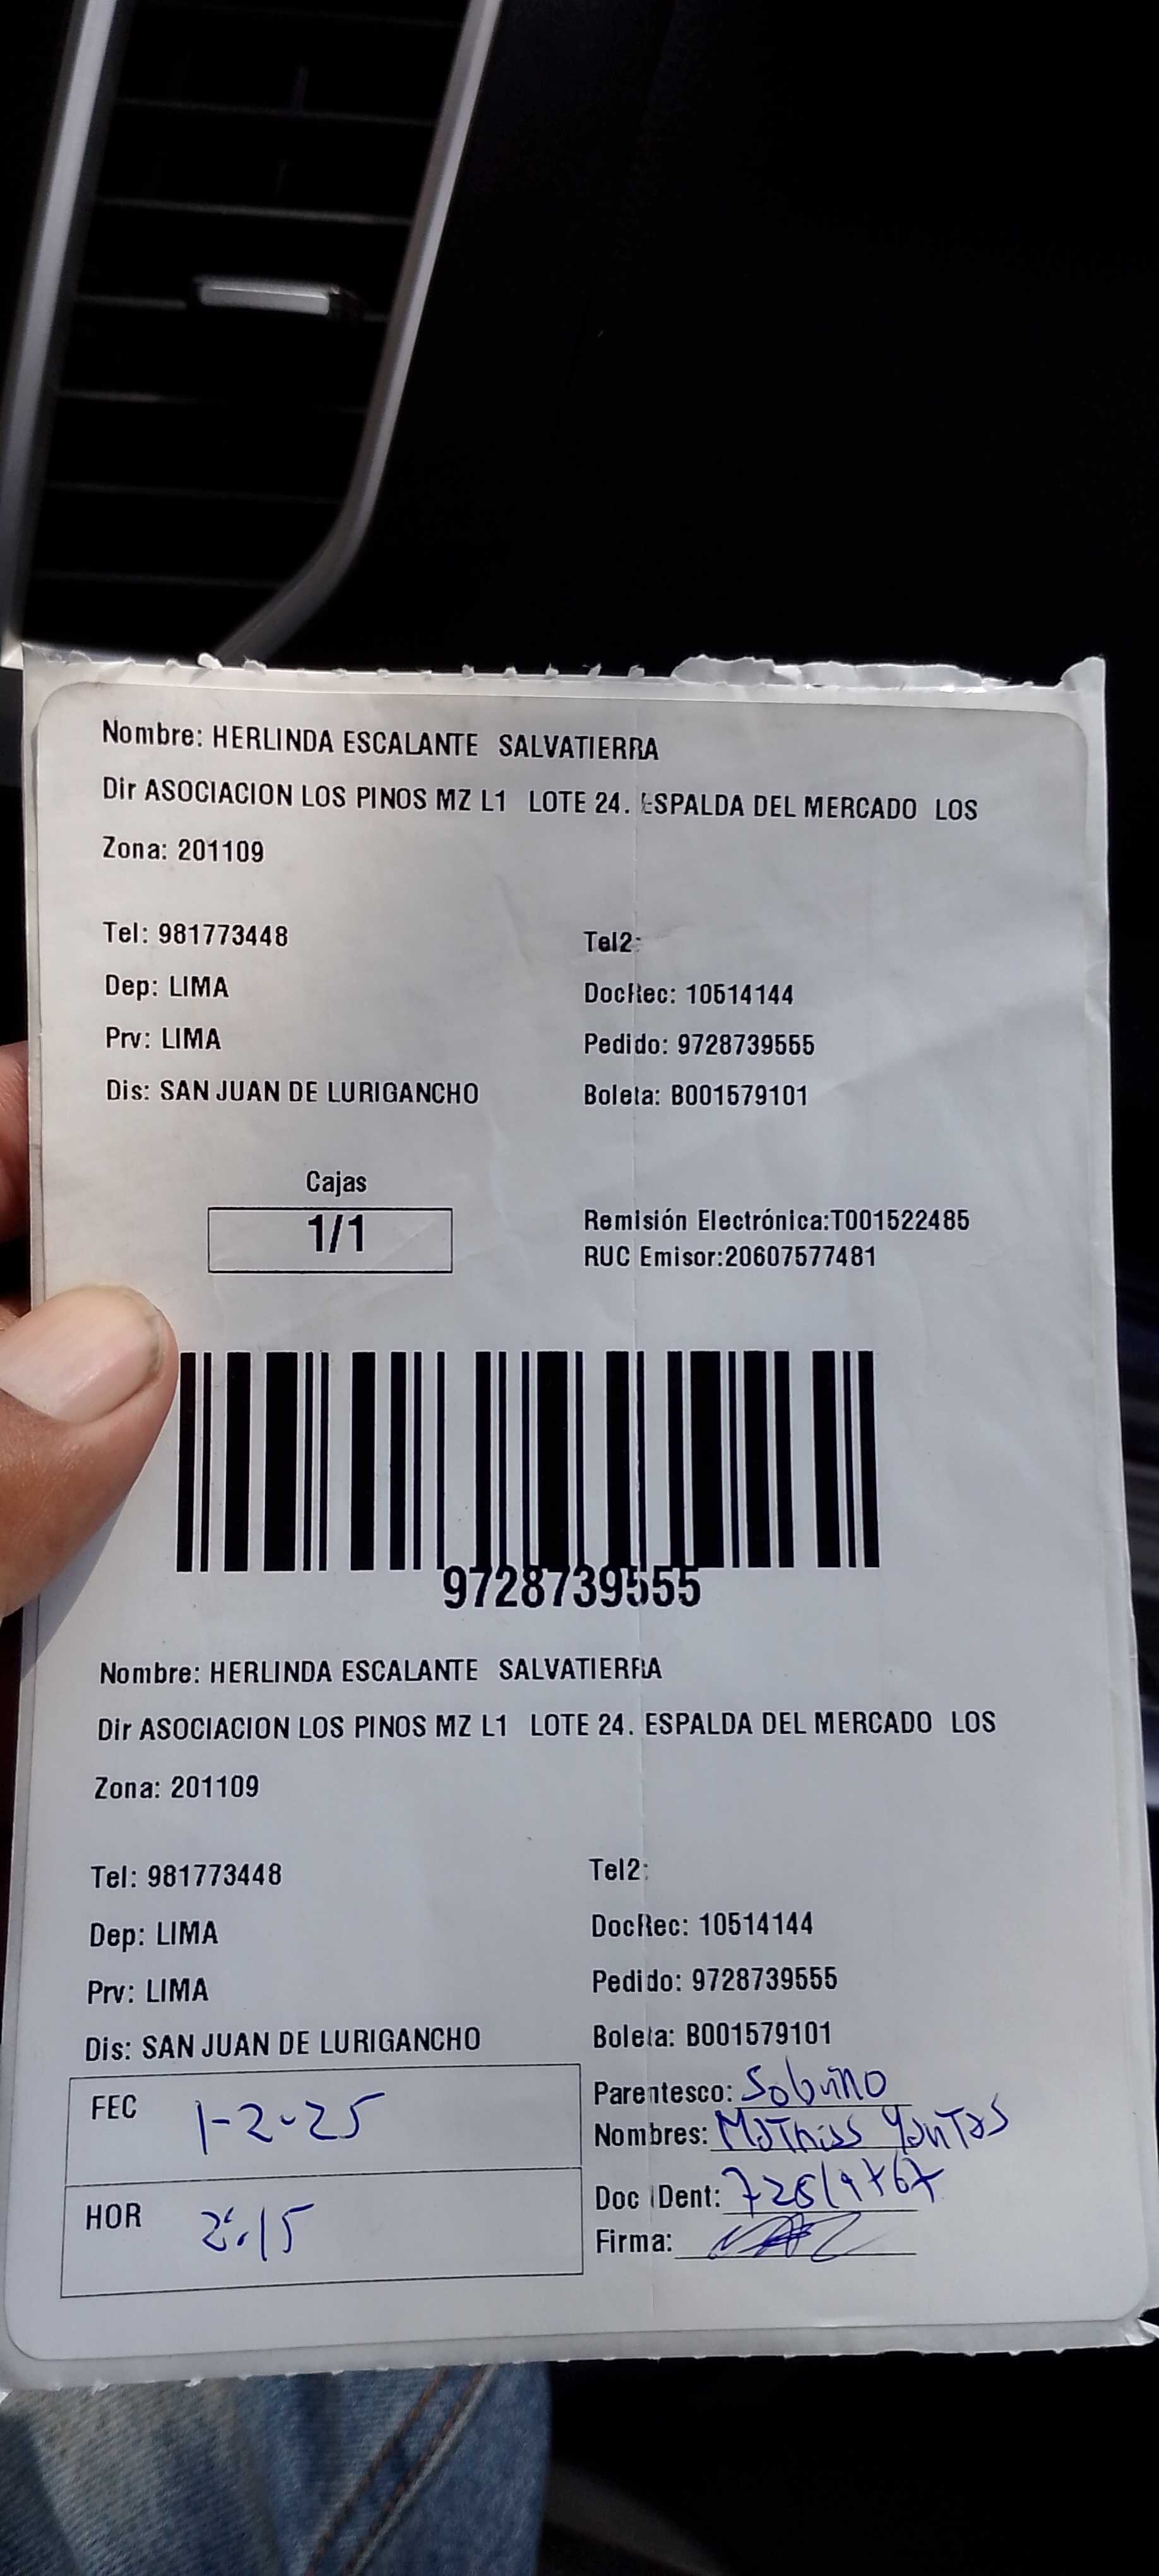 Nombre: HERLINDA ESCALANTE SALVATIERRA
Dir ASOCIACION LOS PINOS MZ L1 LOTE 24. ESPALDA DEL MERCADO LOS
Zona: 201109
Tel: 981773448 Tel2:
Dep: LIMA DocRec: 10514144
Prv: LIMA Pedido: 9728739555
Dis: SAN JUAN DE LURIGANCHO Boleta: B001579101
Cajas
1/1
Remisión Electrónica:T001522485
RUC Emisor:20607577481
9728739555
Nombre: HERLINDA ESCALANTE SALVATIERRA
Dir ASOCIACION LOS PINOS MZ L1 LOTE 24. ESPALDA DEL MERCADO LOS
Zona: 201109
Tel: 981773448 Tel2:
Dep: LIMA DocRec: 10514144
Prv: LIMA Pedido: 9728739555
Dis: SAN JUAN DE LURIGANCHO Boleta: B001579101
FEC 1-2-25
Parentesco: Sobrino
Nombres: Mathias
HOR 2:15
Doc IDent:
Firma: